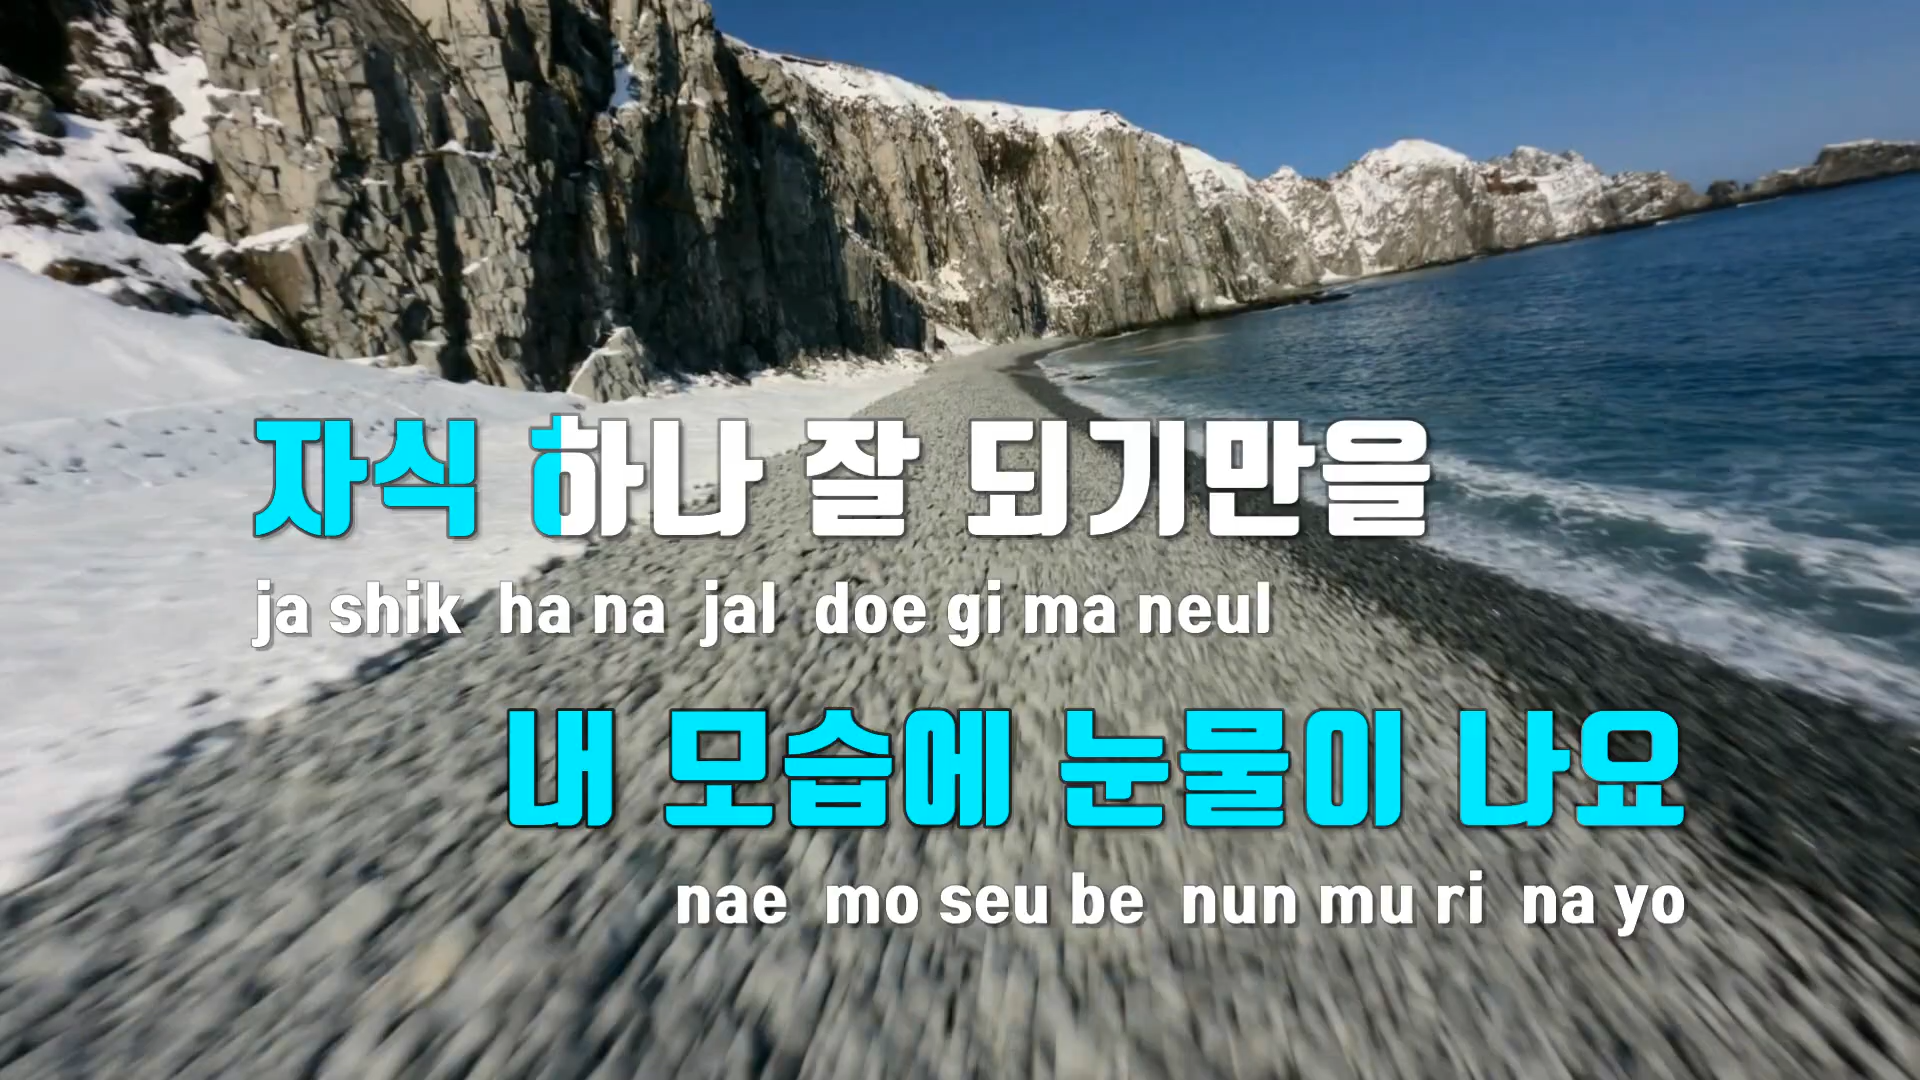 자식 하나 잘 되기만을
ja shik ha na jal doe gi ma neul
내 모습에 눈물이 나요
nae mo seu be nun mu ri na yo